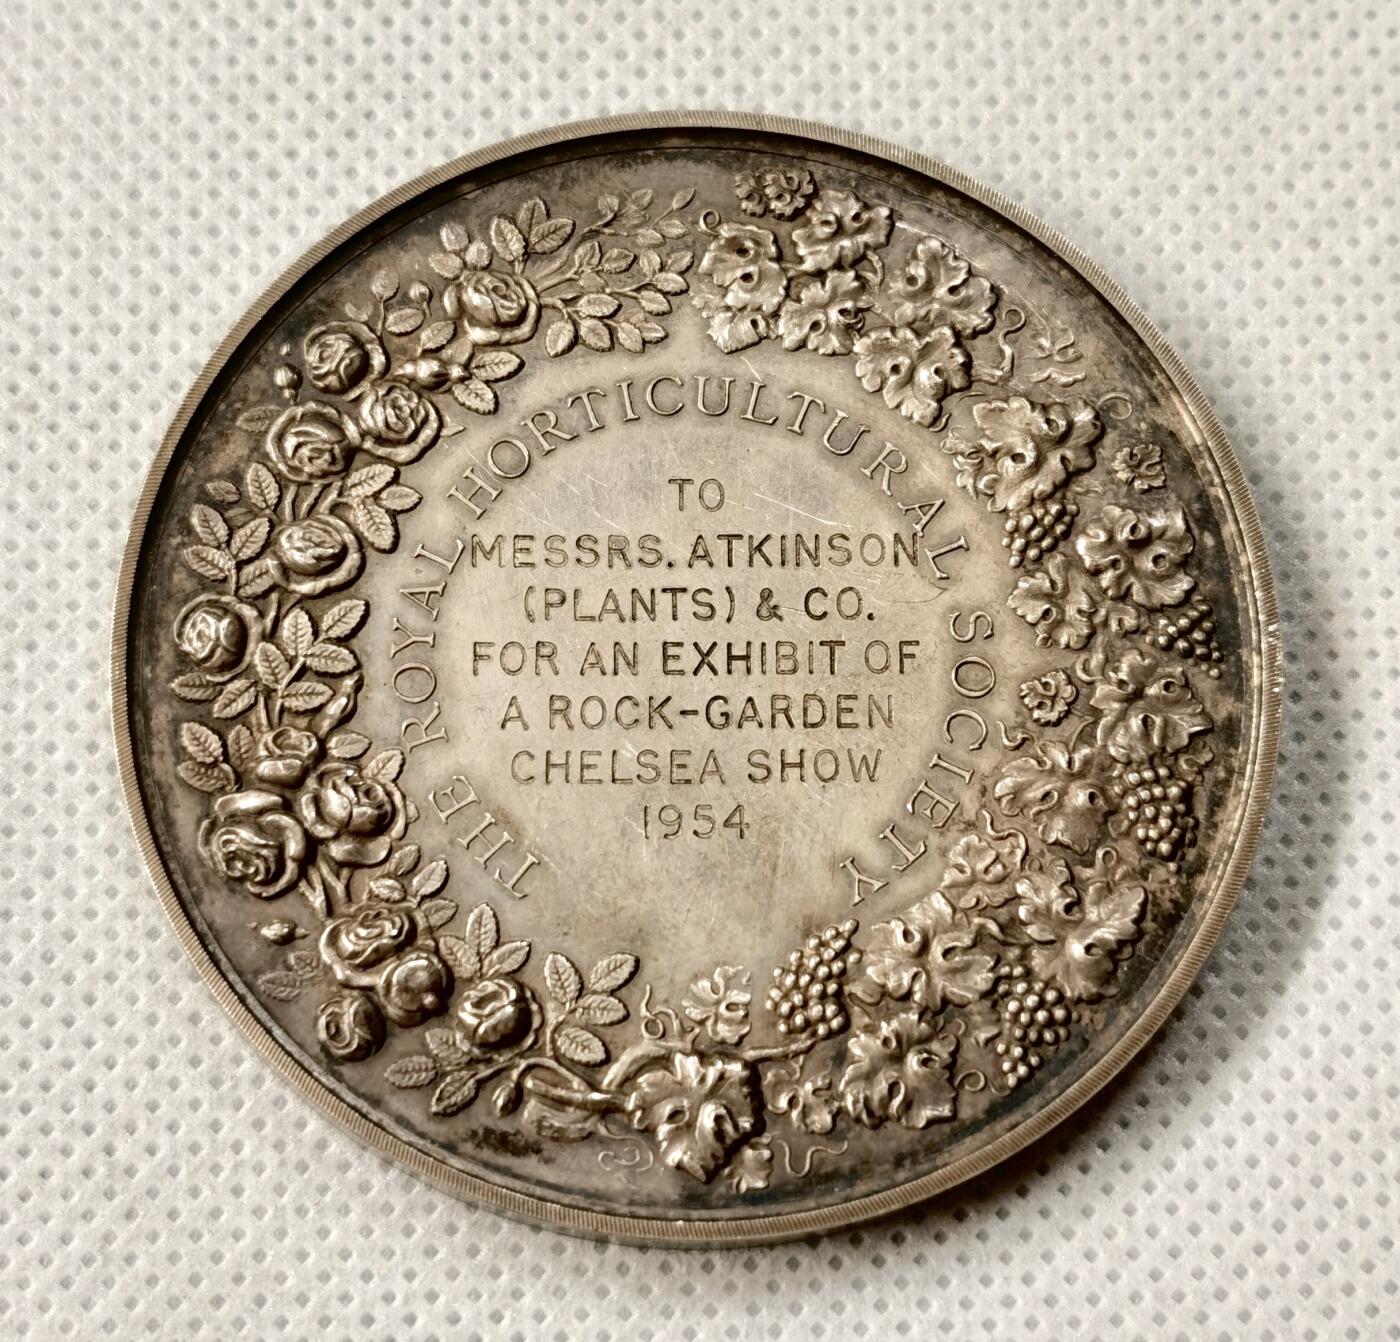 THE ROYAL HORTICULTURAL SOCIETY
TO
MESSRS. ATKINSON
(PLANTS) & CO.
FOR AN EXHIBIT OF
A ROCK-GARDEN
CHELSEA SHOW
1954